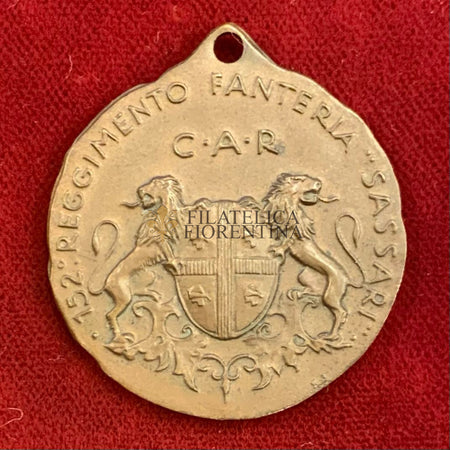 152° REGGIMENTO FANTERIA "SASSARI"
C·A·R
FILATELICA
FIORENTINA